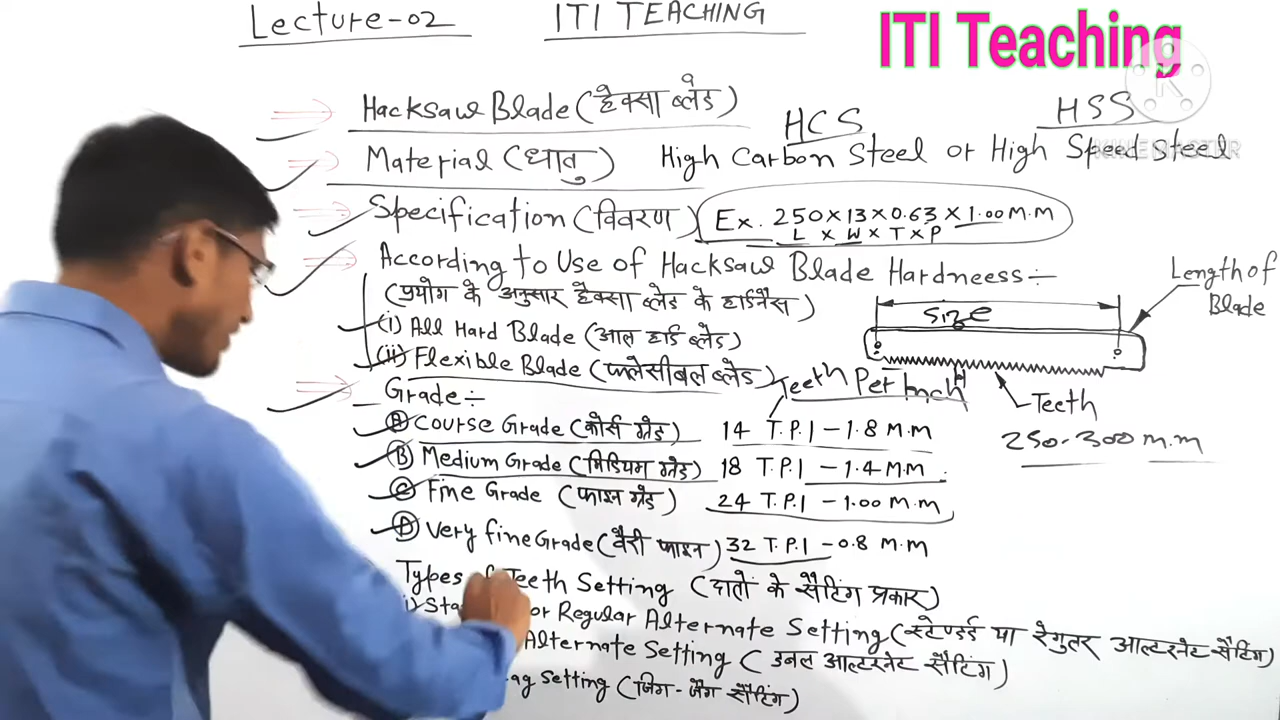 Lecture-02 ITI TEACHING
ITI Teaching
Hacksaw Blade (हैक्सा ब्लेड)
HCS HSS
Material (धातु) High Carbon Steel or High Speed Steel
Specification (विवरण) Ex. 250×13×0.63×1.00 M.M
L × W × T × P
According to Use of Hacksaw Blade Hardneess÷
(प्रयोग के अनुसार हैक्सा ब्लेड के हार्डनैस)
Length of
Blade
size
(i) All Hard Blade (आल हार्ड ब्लेड)
(ii) Flexible Blade (फ्लेसीबल ब्लैड)
Teeth Per Inch
Teeth
250-300 m.m
Grade÷
(A) Course Grade (कोर्स ग्रेड) 14 T.P.I - 1.8 M.M
(B) Medium Grade (मिडियम ग्रेड) 18 T.P.I - 1.4 M.M
(C) Fine Grade (फाइन ग्रेड) 24 T.P.I - 1.00 M.M
(D) Very fine Grade (वैरी फाइन) 32 T.P.I - 0.8 M.M
Types of Teeth Setting (दातो के सैटिंग प्रकार)
or Regular Alternate Setting (स्टेण्डर्ड या रेगुलर आल्टरनेट सैटिंग)
Alternate Setting (डबल आल्टरनेट सैटिंग)
Setting (जिग-जैग सैटिंग)